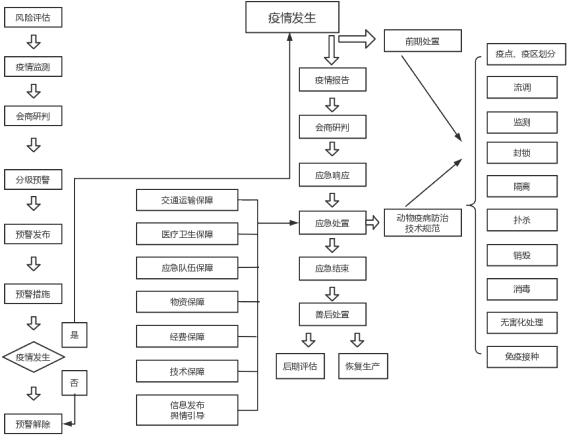 风险评估
疫情监测
会商研判
分级预警
预警发布
预警措施
疫情发生
是
否
预警解除
交通运输保障
医疗卫生保障
应急队伍保障
物资保障
经费保障
技术保障
信息发布
舆情引导
疫情发生
疫情报告
会商研判
应急响应
应急处置
应急结束
善后处置
后期评估
恢复生产
前期处置
动物疫病防治
技术规范
疫点、疫区划分
流调
监测
封锁
隔离
扑杀
销毁
消毒
无害化处理
免疫接种